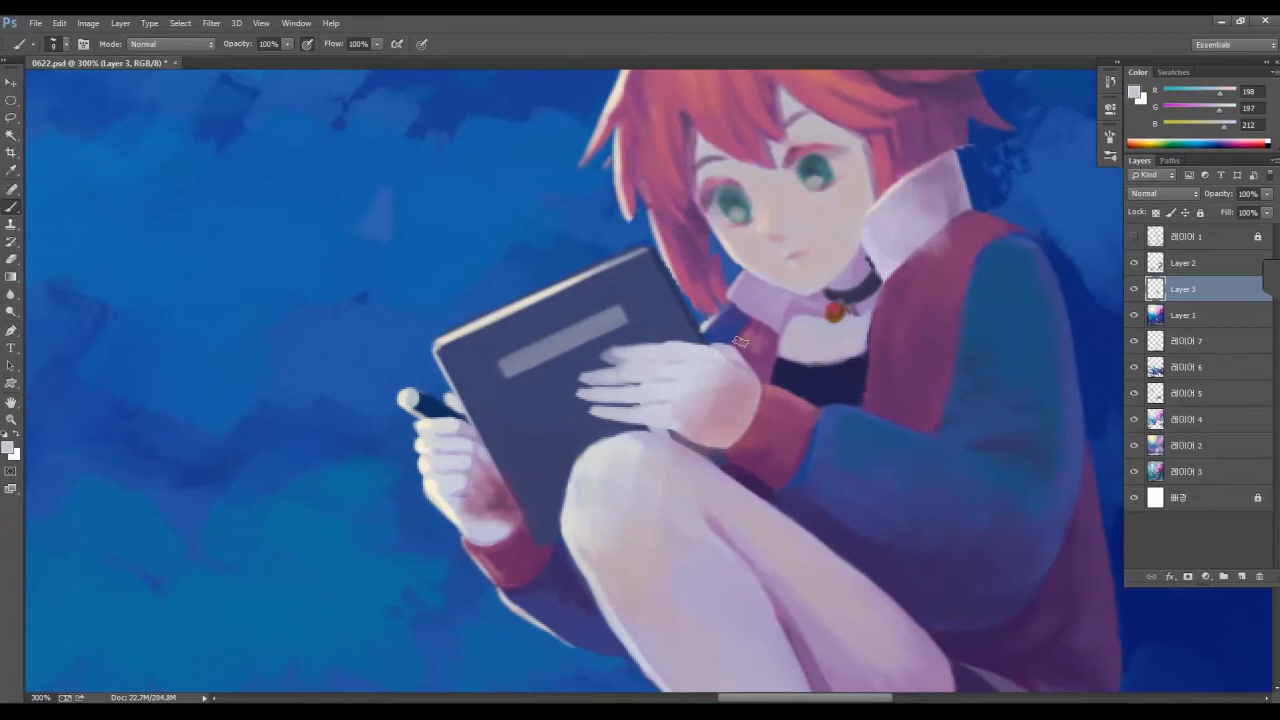 Ps File Edit Image Layer Type Select Filter 3D View Window Help
9 Mode: Normal Opacity: 100% Flow: 100% Essentials
0622.psd @ 300% (Layer 3, RGB/8) * ×
Color Swatches
R 198
G 197
B 212
Layers Paths
Kind
Normal Opacity: 100%
Lock: Fill: 100%
레이어 1
Layer 2
Layer 3
Layer 1
레이어 7
레이어 6
레이어 5
레이어 4
레이어 2
레이어 3
배경
fx
300% Doc: 22.7M/204.8M